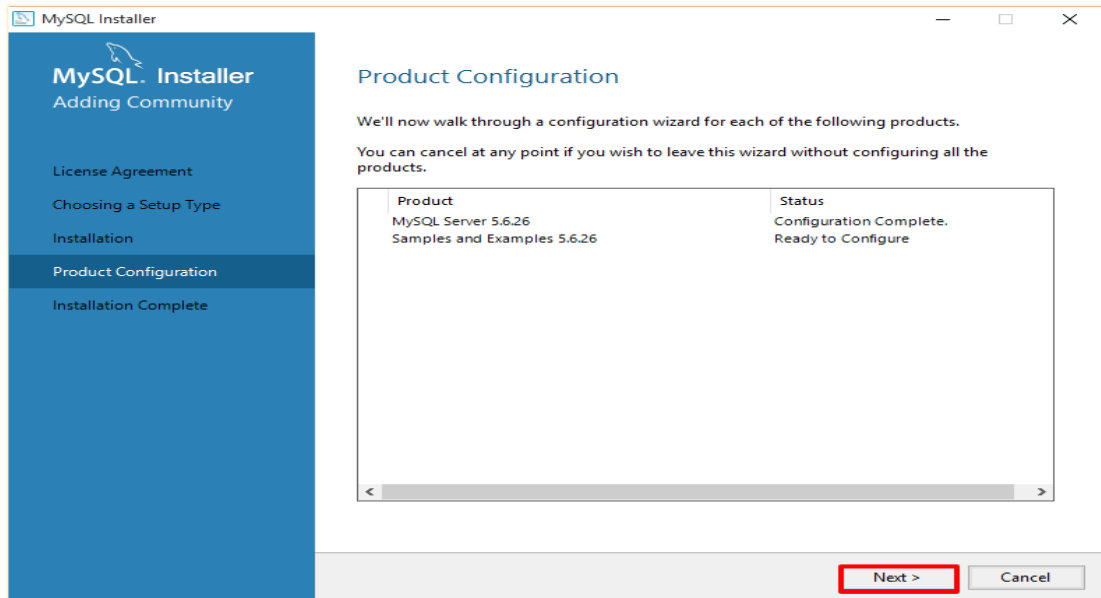 MySQL Installer
MySQL. Installer
Adding Community
License Agreement
Choosing a Setup Type
Installation
Product Configuration
Installation Complete
Product Configuration
We'll now walk through a configuration wizard for each of the following products.
You can cancel at any point if you wish to leave this wizard without configuring all the
products.
Product Status
MySQL Server 5.6.26 Configuration Complete.
Samples and Examples 5.6.26 Ready to Configure
Next > Cancel